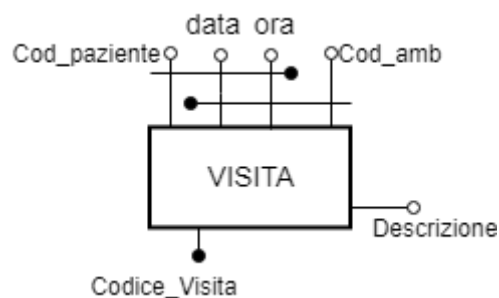 data ora
Cod_paziente Cod_amb
VISITA
Descrizione
Codice_Visita